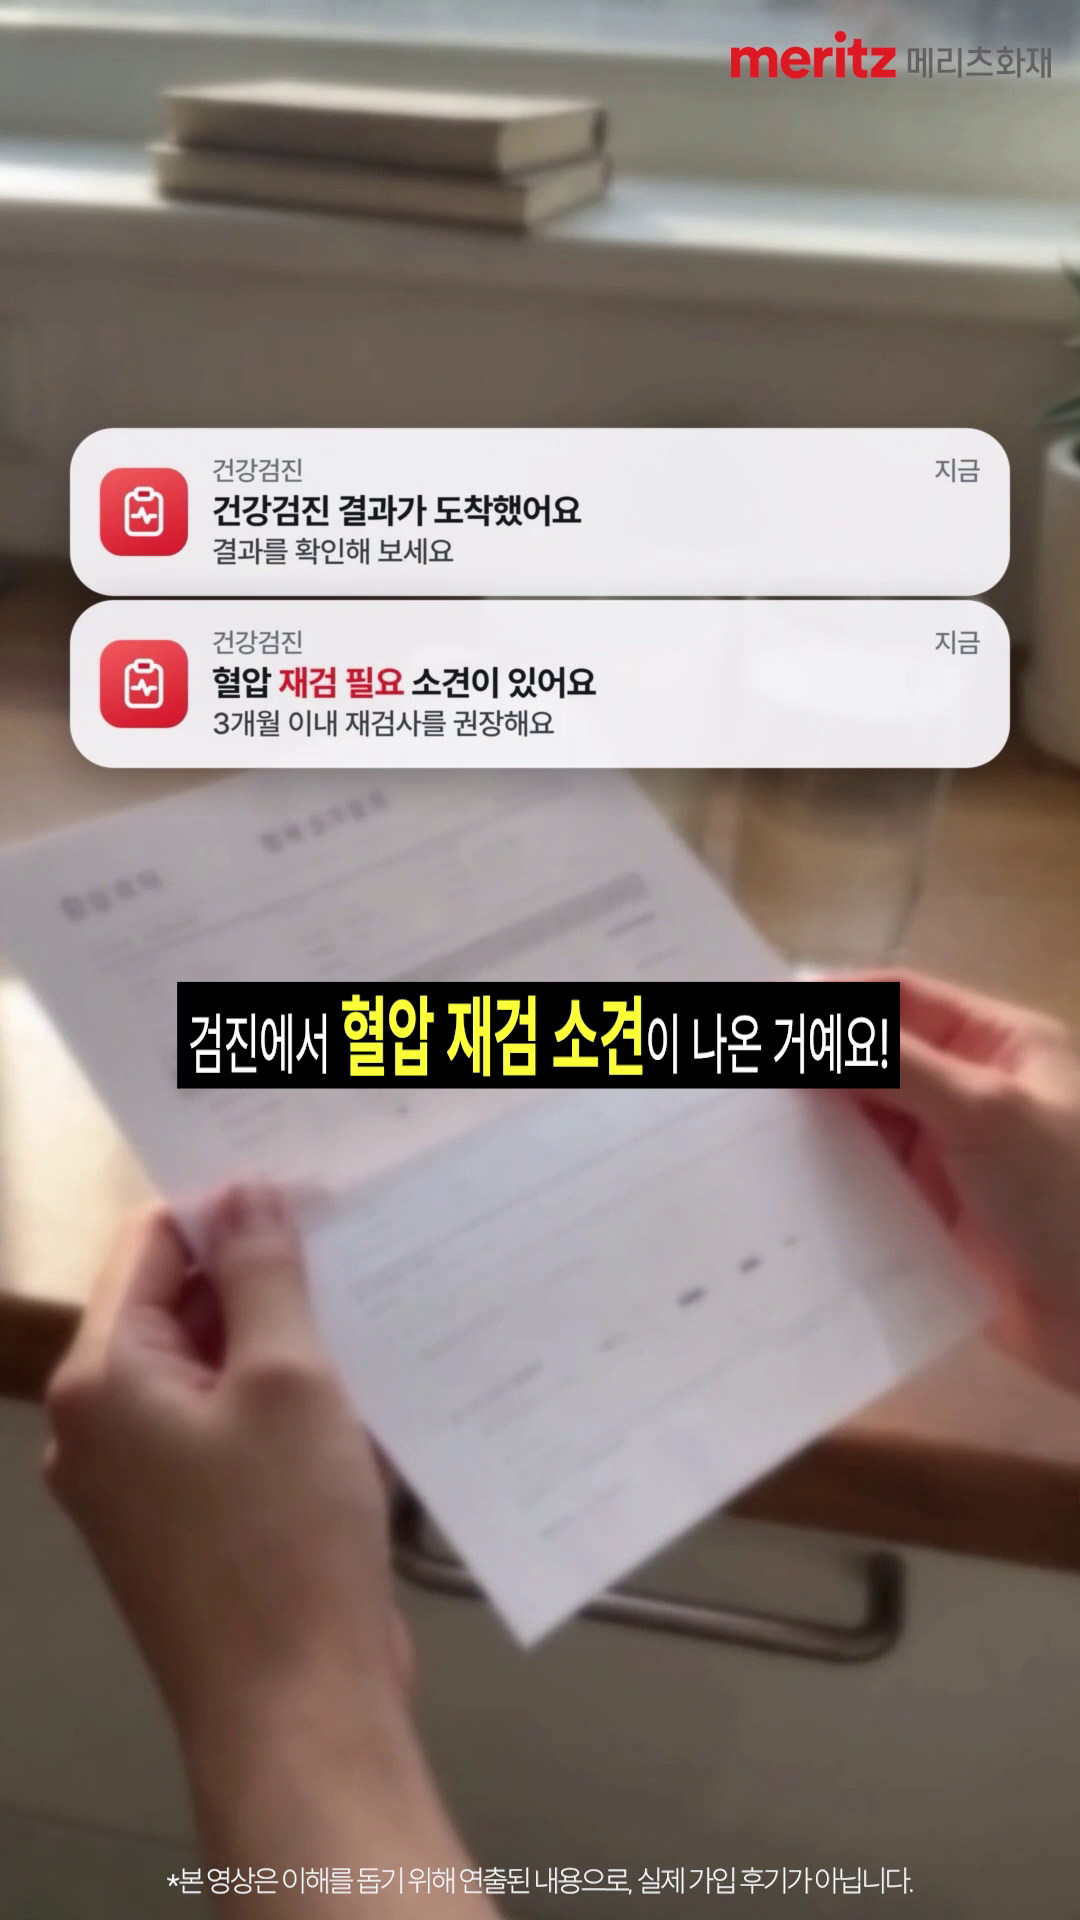 meritz 메리츠화재
건강검진
지금
건강검진 결과가 도착했어요
결과를 확인해 보세요
건강검진
지금
혈압 재검 필요 소견이 있어요
3개월 이내 재검사를 권장해요
검진에서 혈압 재검 소견이 나온 거예요!
*본 영상은 이해를 돕기 위해 연출된 내용으로, 실제 가입 후기가 아닙니다.